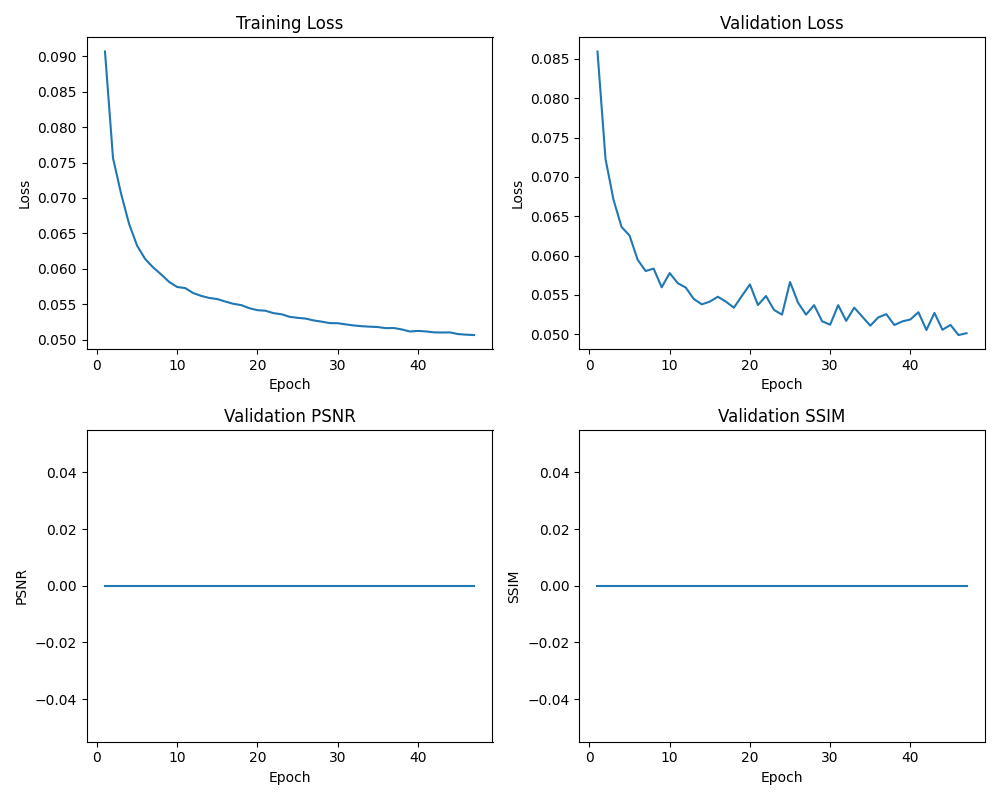 Training Loss
0.090
0.085
0.080
0.075
0.070
0.065
0.060
0.055
0.050
Loss
0 10 20 30 40
Epoch
Validation Loss
0.085
0.080
0.075
0.070
0.065
0.060
0.055
0.050
Loss
0 10 20 30 40
Epoch
Validation PSNR
0.04
0.02
0.00
−0.02
−0.04
PSNR
0 10 20 30 40
Epoch
Validation SSIM
0.04
0.02
0.00
−0.02
−0.04
SSIM
0 10 20 30 40
Epoch